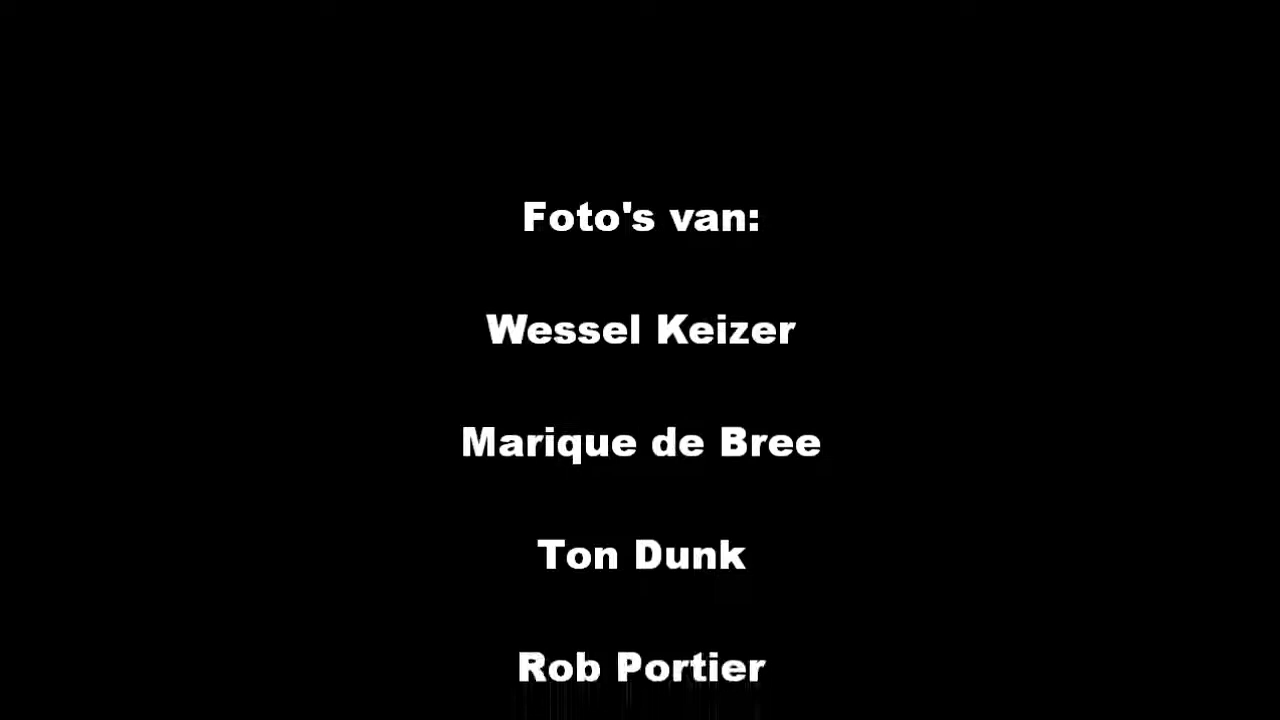 Foto's van:
Wessel Keizer
Marique de Bree
Ton Dunk
Rob Portier